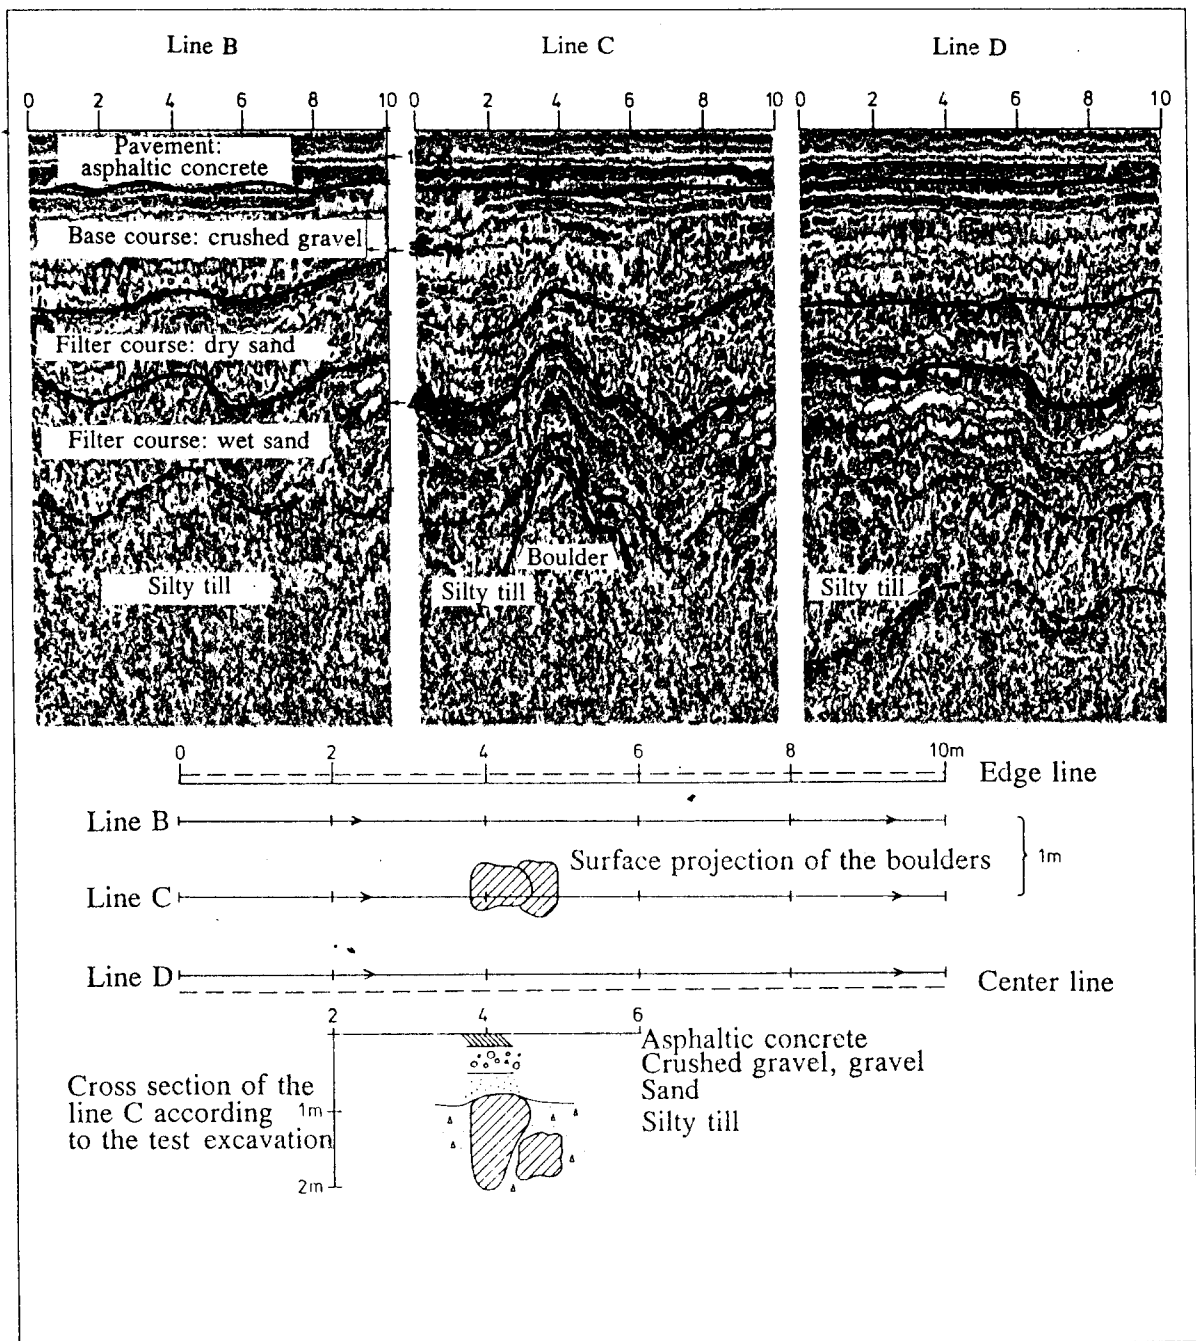 Line B
Line C
Line D
0 2 4 6 8 10
0 2 4 6 8 10
0 2 4 6 8 10
Pavement:
asphaltic concrete
Base course: crushed gravel
Filter course: dry sand
Filter course: wet sand
Silty till
Boulder
Silty till
Silty till
0 2 4 6 8 10m
Edge line
Line B
Surface projection of the boulders
1m
Line C
Line D
Center line
2 4 6
Asphaltic concrete
Crushed gravel, gravel
Sand
Silty till
Cross section of the
line C according
to the test excavation
1m
2m